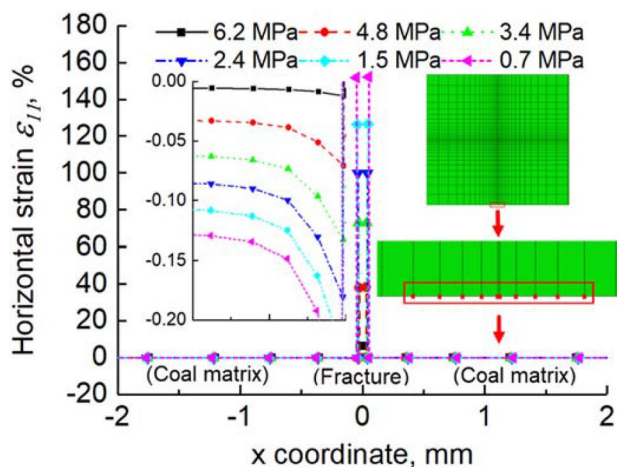 6.2 MPa 4.8 MPa 3.4 MPa
2.4 MPa 1.5 MPa 0.7 MPa
180
160
140
120
100
80
60
40
20
0
-20
Horizontal strain ε11, %
0.00
-0.05
-0.10
-0.15
-0.20
(Coal matrix) (Fracture) (Coal matrix)
-2 -1 0 1 2
x coordinate, mm